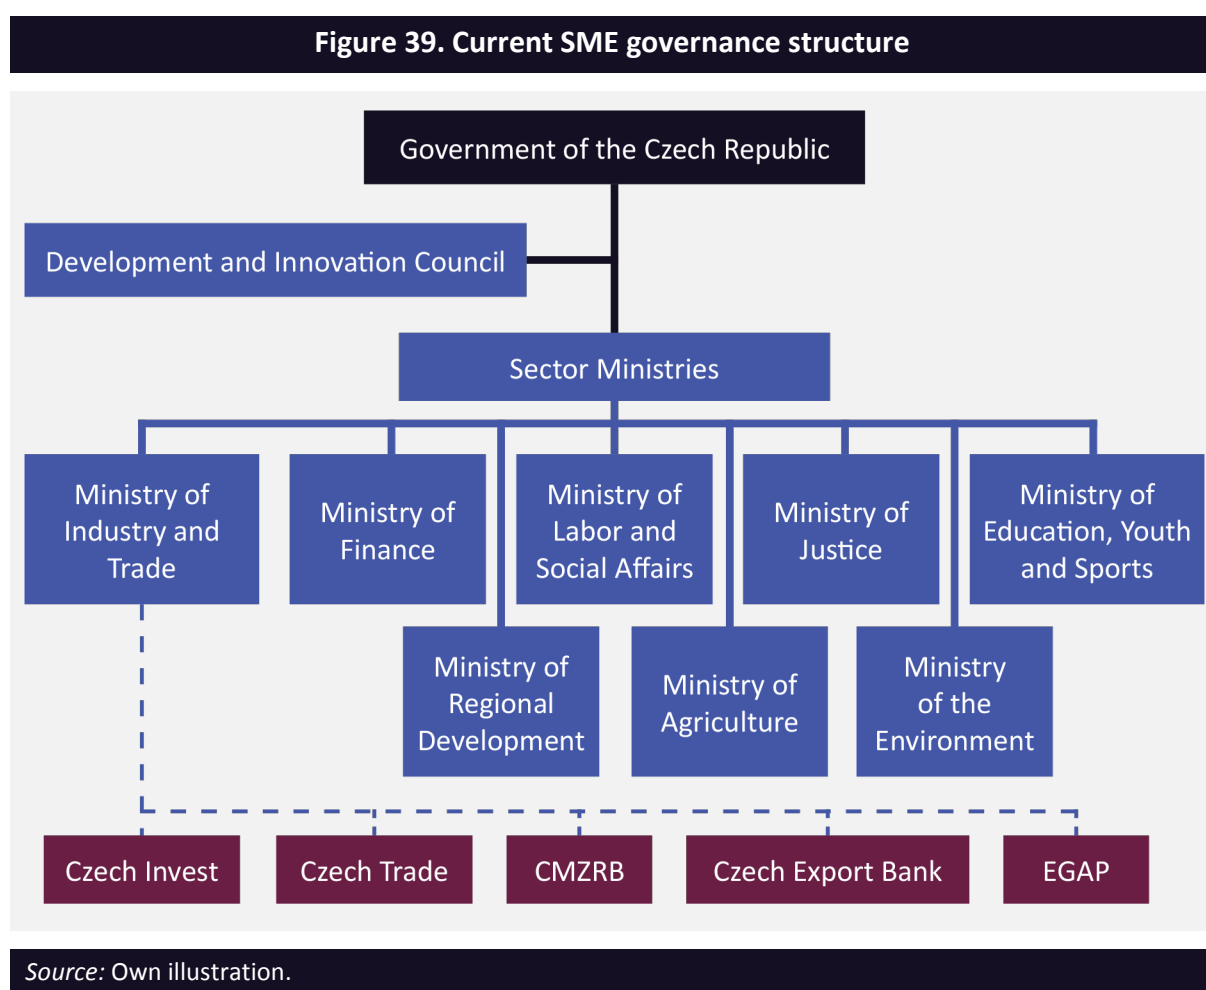 Figure 39. Current SME governance structure
Government of the Czech Republic
Development and Innovation Council
Sector Ministries
Ministry of
Industry and
Trade
Ministry of
Finance
Ministry of
Labor and
Social Affairs
Ministry of
Justice
Ministry of
Education, Youth
and Sports
Ministry of
Regional
Development
Ministry of
Agriculture
Ministry
of the
Environment
Czech Invest
Czech Trade
CMZRB
Czech Export Bank
EGAP
Source: Own illustration.